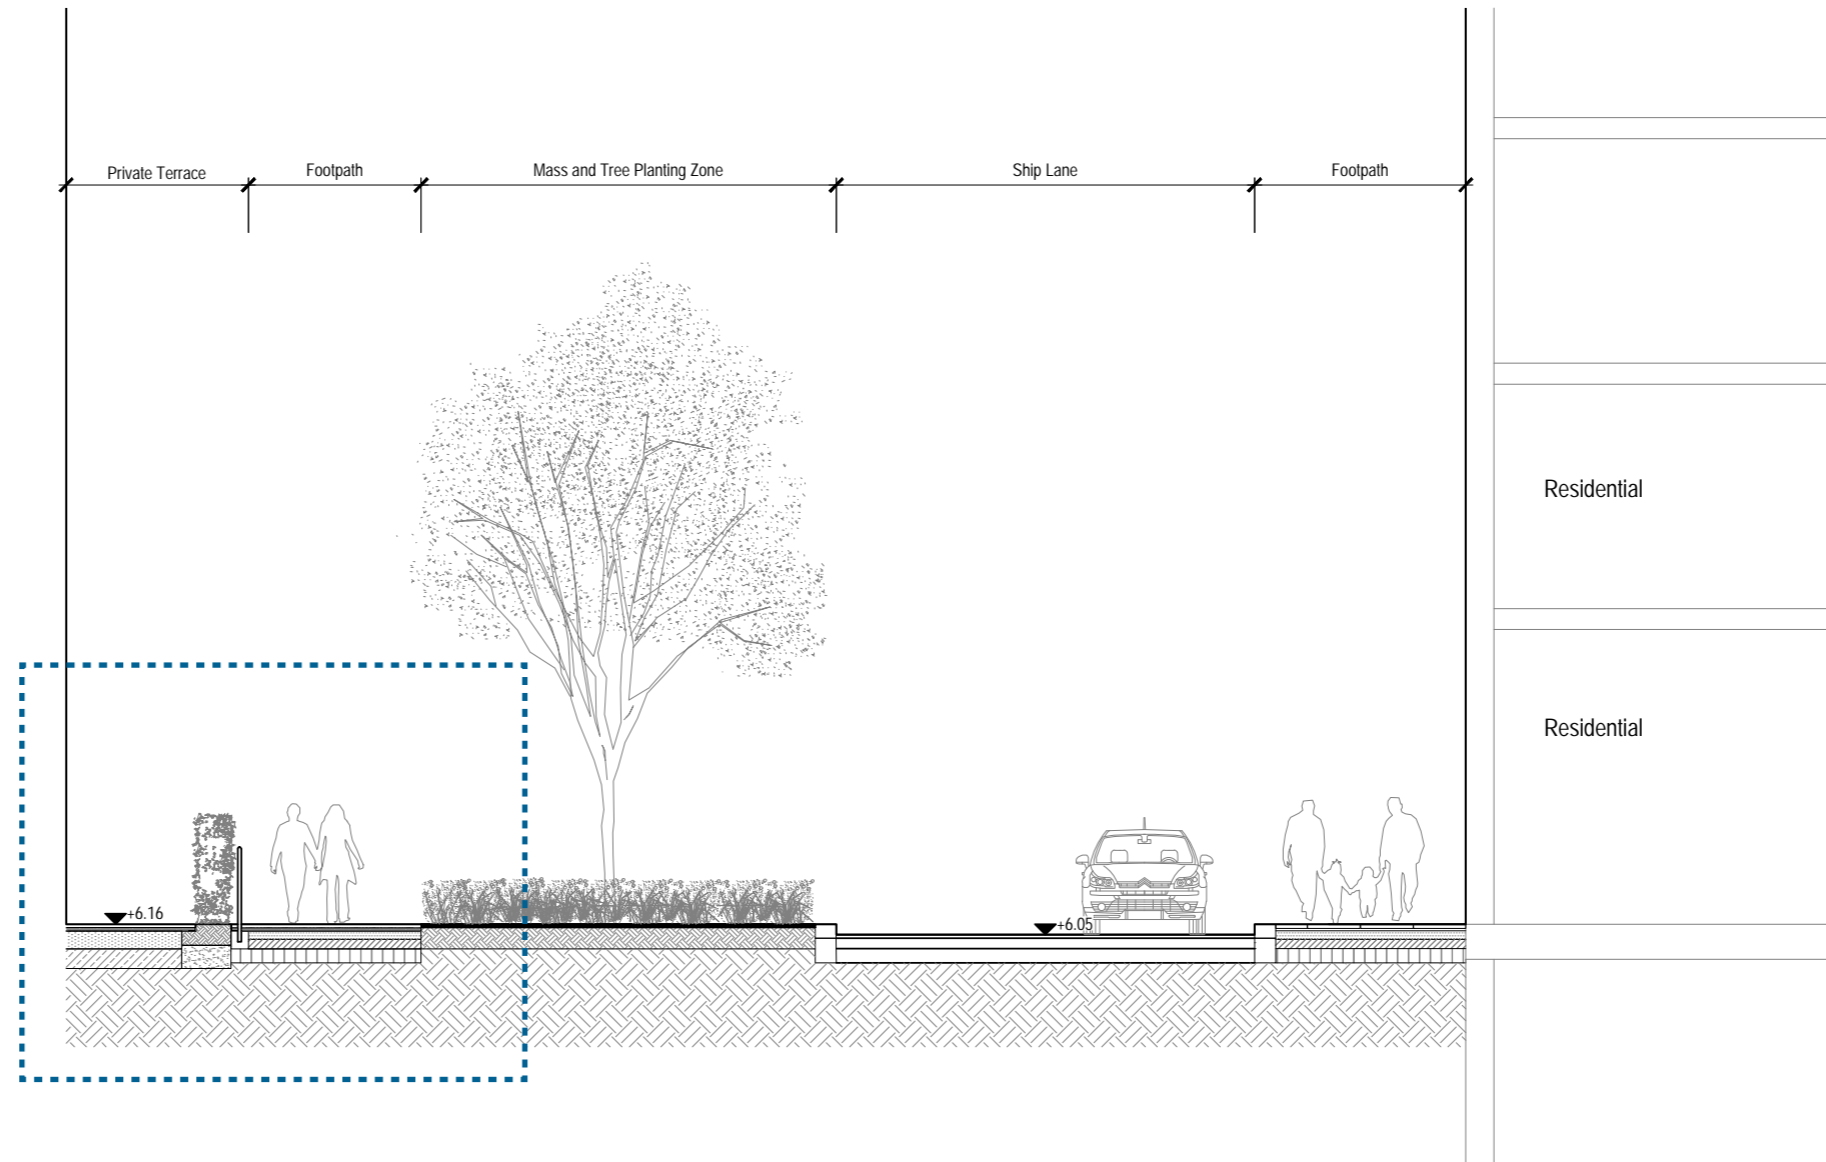 Private Terrace
Footpath
Mass and Tree Planting Zone
Ship Lane
Footpath
Residential
Residential
+6.16
+6.05